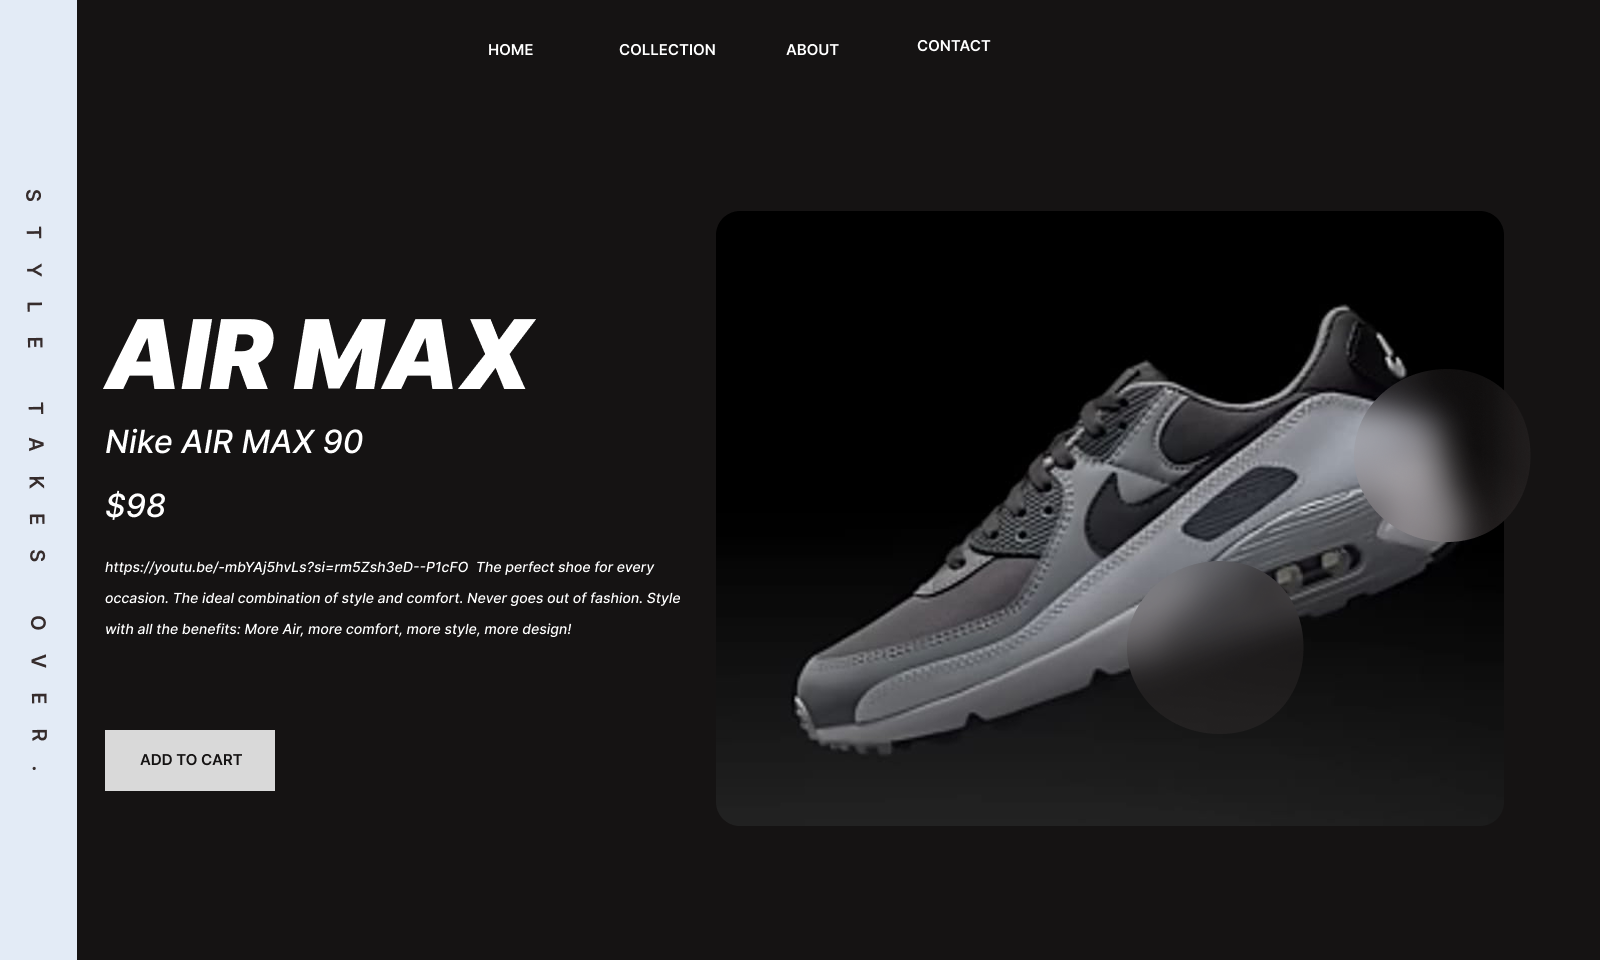 HOME COLLECTION ABOUT CONTACT
STYLE TAKES OVER.
AIR MAX
Nike AIR MAX 90
$98
https://youtu.be/-mbYAj5hvLs?si=rm5Zsh3eD--P1cFO The perfect shoe for every
occasion. The ideal combination of style and comfort. Never goes out of fashion. Style
with all the benefits: More Air, more comfort, more style, more design!
ADD TO CART